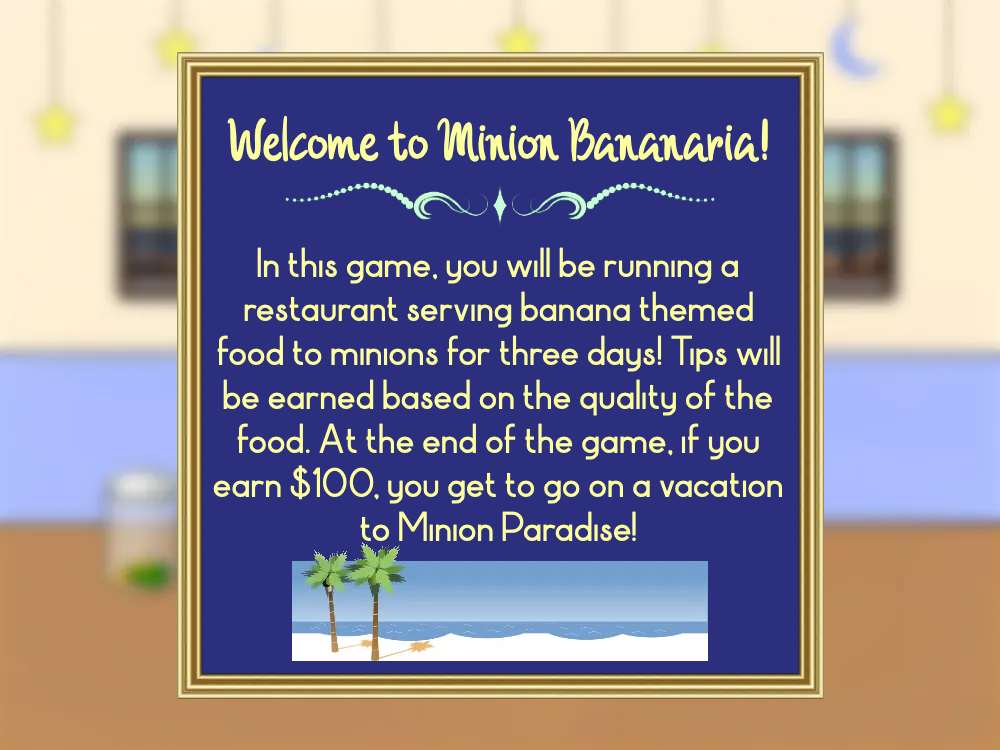 Welcome to Minion Bananaria!
In this game, you will be running a
restaurant serving banana themed
food to minions for three days! Tips will
be earned based on the quality of the
food. At the end of the game, if you
earn $100, you get to go on a vacation
to Minion Paradise!